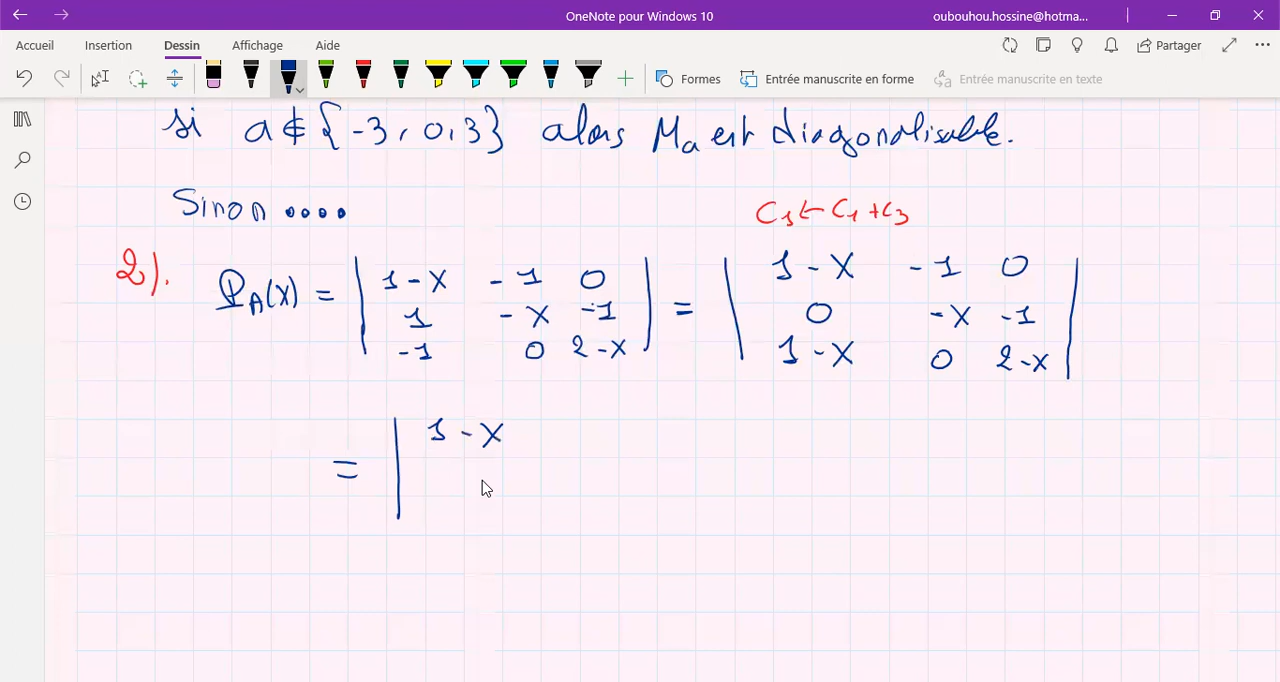 OneNote pour Windows 10
oubouhou.hossine@hotma...
Accueil Insertion Dessin Affichage Aide Partager
Formes Entrée manuscrite en forme Entrée manuscrite en texte
si a ∉ {-3, 0, 3} alors Ma est diagonalisable.
Sinon ....
C1 ← C1 + C3
2). P_A(X) = | 1-X -1 0 | = | 1-X -1 0 |
| 1 -X -1 | | 0 -X -1 |
| -1 0 2-X | | 1-X 0 2-X |
= | 1-X